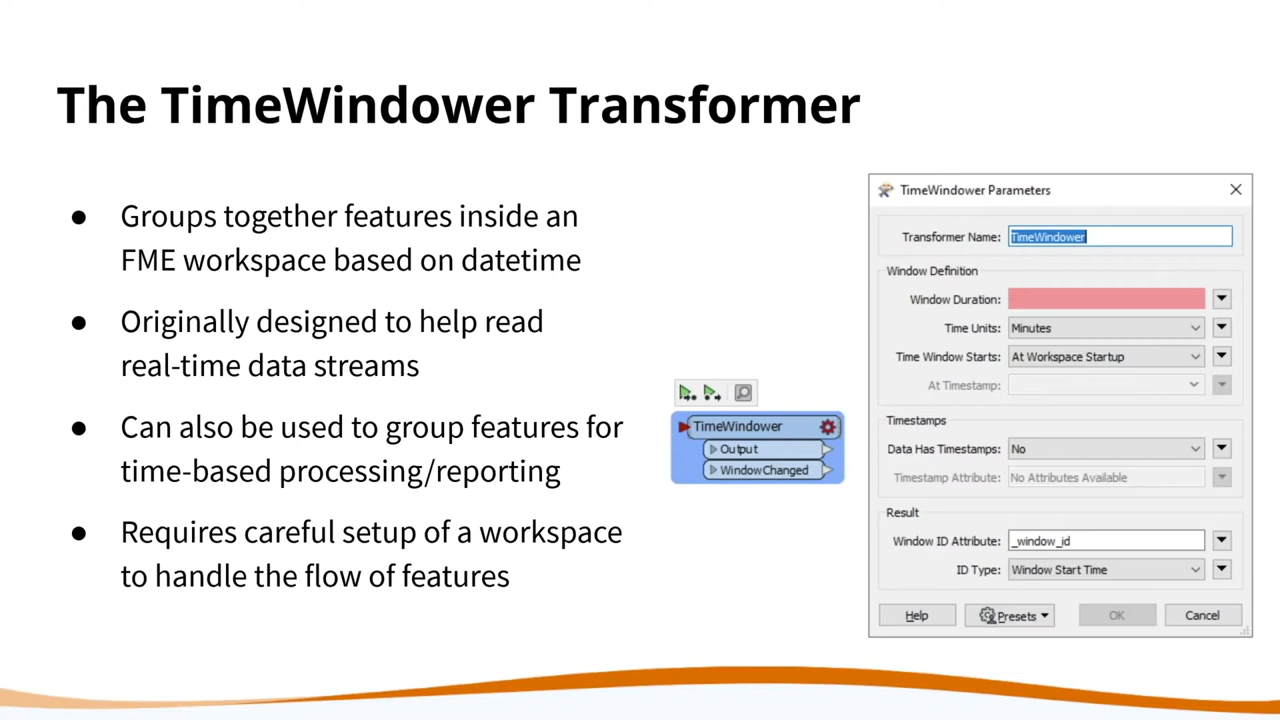 The TimeWindower Transformer
● Groups together features inside an
FME workspace based on datetime
● Originally designed to help read
real-time data streams
● Can also be used to group features for
time-based processing/reporting
● Requires careful setup of a workspace
to handle the flow of features
TimeWindower
Output
WindowChanged
TimeWindower Parameters
Transformer Name: TimeWindower
Window Definition
Window Duration:
Time Units: Minutes
Time Window Starts: At Workspace Startup
At Timestamp:
Timestamps
Data Has Timestamps: No
Timestamp Attribute: No Attributes Available
Result
Window ID Attribute: _window_id
ID Type: Window Start Time
Help Presets OK Cancel